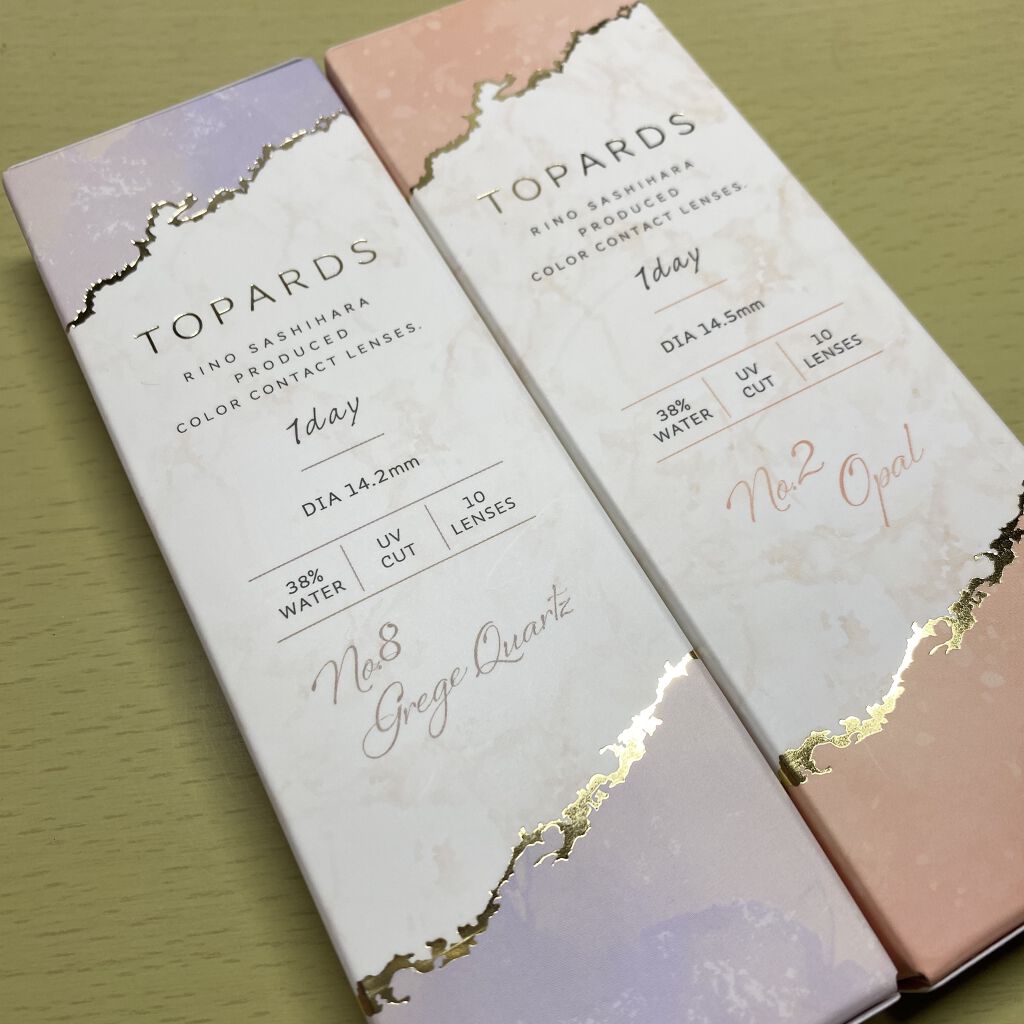 TOPARDS
RINO SASHIHARA
PRODUCED
COLOR CONTACT LENSES.
1day
DIA 14.2mm
38%
WATER
UV
CUT
10
LENSES
No.8
Grege Quartz
TOPARDS
RINO SASHIHARA
PRODUCED
COLOR CONTACT LENSES.
1day
DIA 14.5mm
38%
WATER
UV
CUT
10
LENSES
No.2
Opal